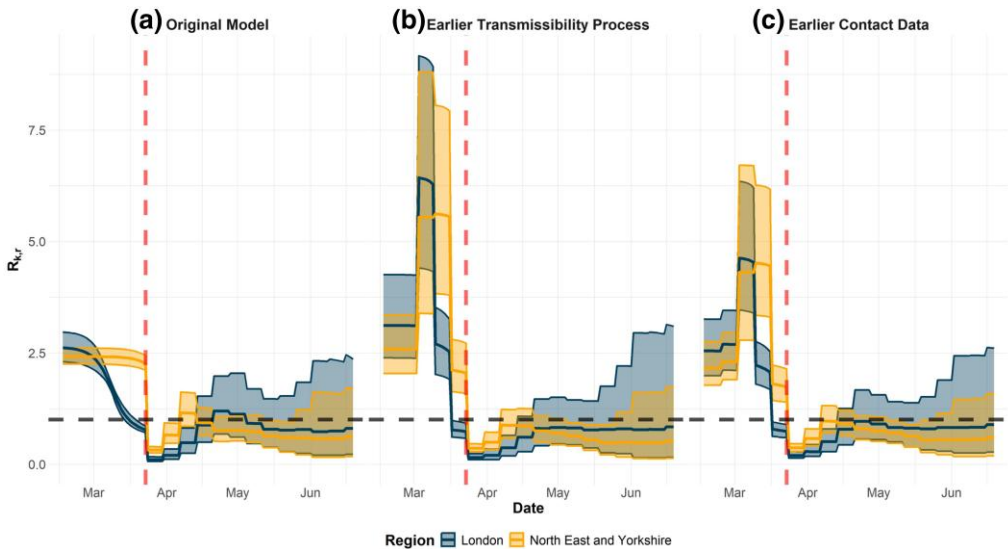 (a) Original Model
(b) Earlier Transmissibility Process
(c) Earlier Contact Data
R_{k,r}
7.5
5.0
2.5
0.0
Mar Apr May Jun
Mar Apr May Jun
Mar Apr May Jun
Date
Region London North East and Yorkshire